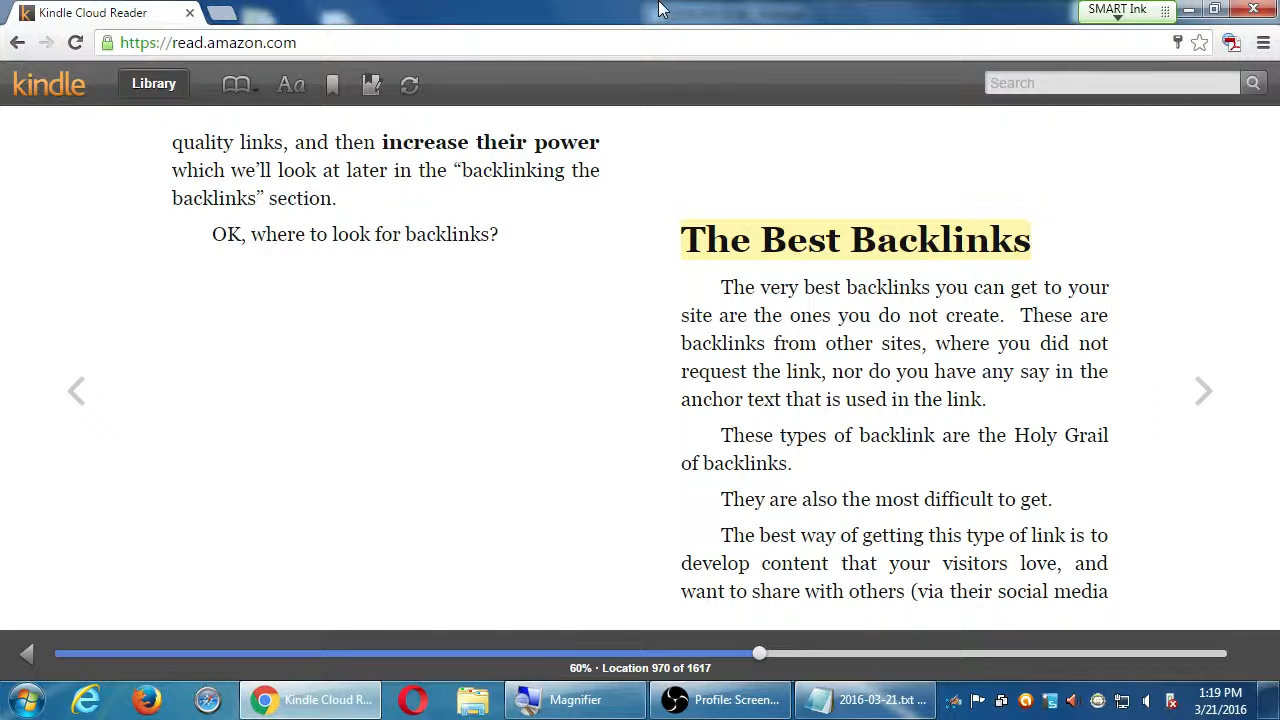 Kindle Cloud Reader
SMART Ink
https://read.amazon.com
kindle
Library
Aa
Search
quality links, and then increase their power
which we’ll look at later in the “backlinking the
backlinks” section.
OK, where to look for backlinks?
The Best Backlinks
The very best backlinks you can get to your
site are the ones you do not create.  These are
backlinks from other sites, where you did not
request the link, nor do you have any say in the
anchor text that is used in the link.
These types of backlink are the Holy Grail
of backlinks.
They are also the most difficult to get.
The best way of getting this type of link is to
develop content that your visitors love, and
want to share with others (via their social media
60% · Location 970 of 1617
Kindle Cloud R...
Magnifier
Profile: Screen...
2016-03-21.txt ...
1:19 PM
3/21/2016